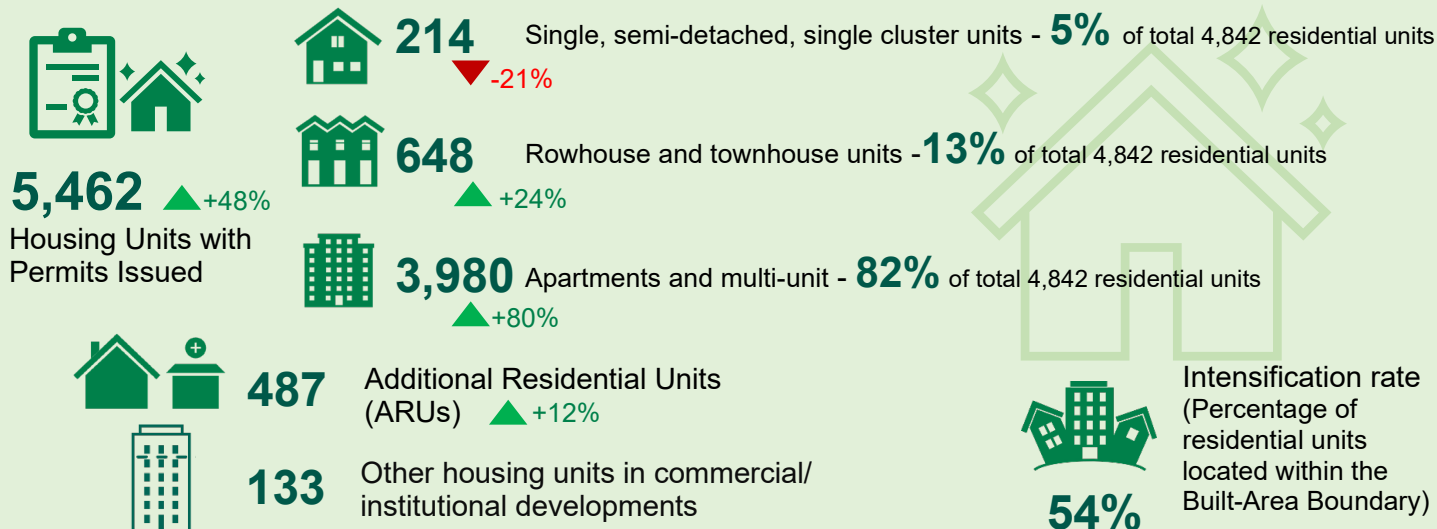 5,462 +48%
Housing Units with
Permits Issued
214 Single, semi-detached, single cluster units - 5% of total 4,842 residential units
-21%
648 Rowhouse and townhouse units -13% of total 4,842 residential units
+24%
3,980 Apartments and multi-unit - 82% of total 4,842 residential units
+80%
487 Additional Residential Units
(ARUs) +12%
133 Other housing units in commercial/
institutional developments
Intensification rate
(Percentage of
residential units
located within the
Built-Area Boundary)
54%